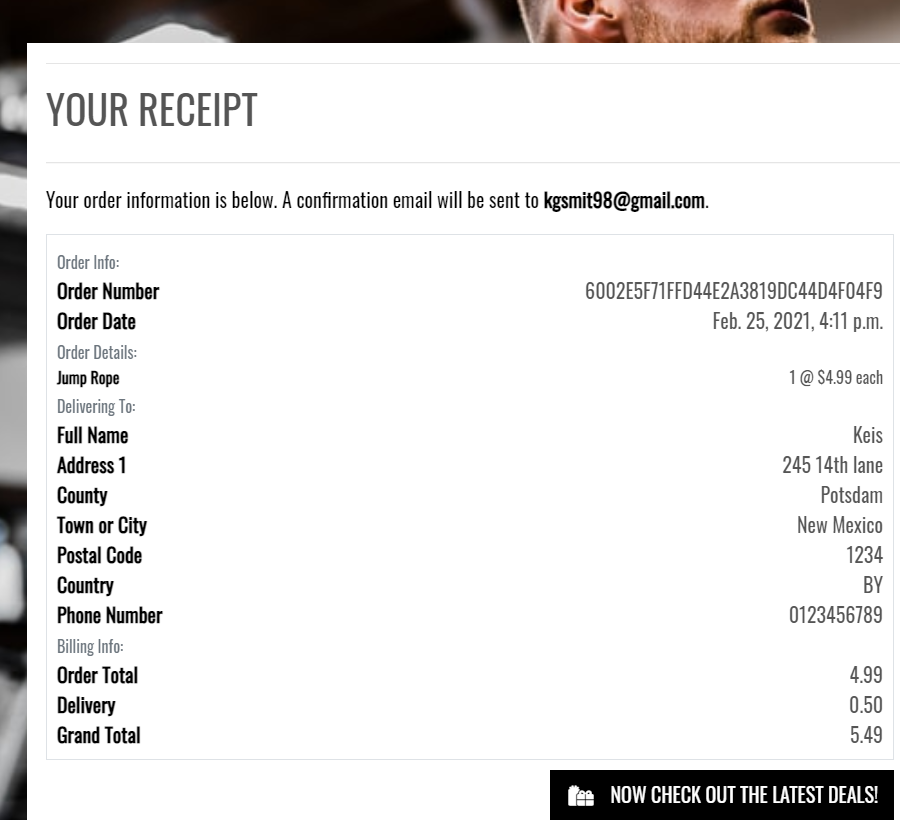 YOUR RECEIPT
Your order information is below. A confirmation email will be sent to kgsmit98@gmail.com.
Order Info:
Order Number 6002E5F71FFD44E2A3819DC44D4F04F9
Order Date Feb. 25, 2021, 4:11 p.m.
Order Details:
Jump Rope 1 @ $4.99 each
Delivering To:
Full Name Keis
Address 1 245 14th lane
County Potsdam
Town or City New Mexico
Postal Code 1234
Country BY
Phone Number 0123456789
Billing Info:
Order Total 4.99
Delivery 0.50
Grand Total 5.49
NOW CHECK OUT THE LATEST DEALS!